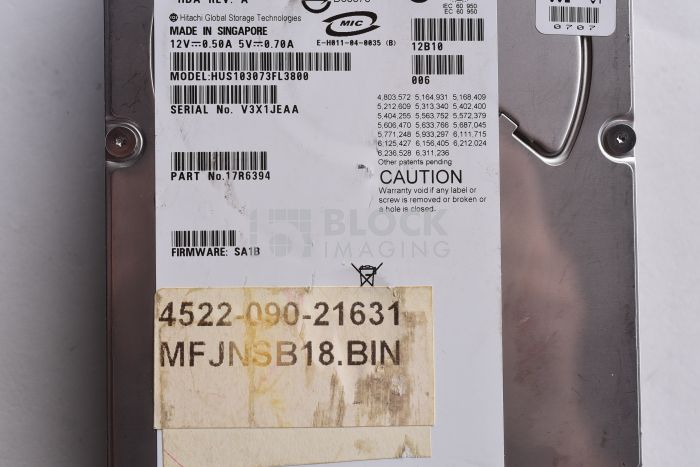 HDA REV. A
Hitachi Global Storage Technologies
MADE IN SINGAPORE
12V⎓0.50A 5V⎓0.70A
MODEL:HUS103073FL3800
SERIAL No. V3X1JEAA
PART No.17R6394
FIRMWARE: SA1B
MIC
E-H011-04-0035 (B)
IEC 60 950
12B10
006
4,803,572 5,164,931 5,168,409
5,212,609 5,313,340 5,402,400
5,404,255 5,563,752 5,572,379
5,606,470 5,633,766 5,687,045
5,771,248 5,933,297 6,111,715
6,125,427 6,156,405 6,212,024
6,236,528 6,311,236
Other patents pending
CAUTION
Warranty void if any label or
screw is removed or broken or
a hole is closed.
0707
BLOCK
IMAGING
4522-090-21631
MFJNSB18.BIN